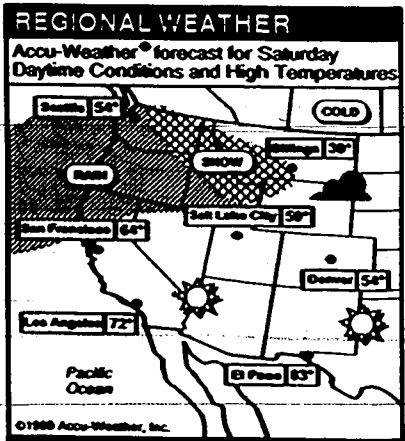 REGIONAL WEATHER
Accu-Weather® forecast for Saturday
Daytime Conditions and High Temperatures
Seattle 54°
COLD
SNOW
Billings 39°
RAIN
Salt Lake City 50°
San Francisco 64°
Denver 54°
Los Angeles 72°
Pacific
Ocean
El Paso 63°
Accu-Weather, Inc.